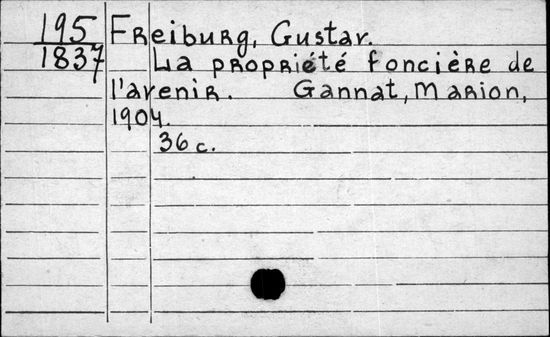 195 Freiburg, Gustav.
1837 La propriété foncière de
l'avenir. Gannat, Marion,
1904.
36 c.